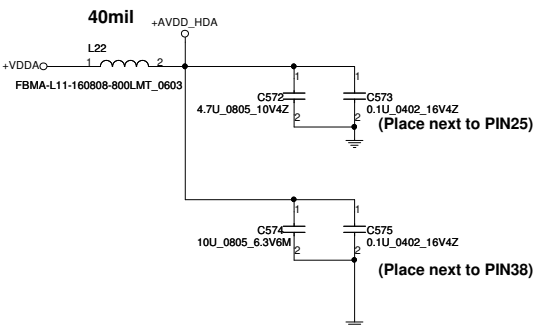 40mil
+AVDD_HDA
L22
+VDDA
1
2
FBMA-L11-160808-800LMT_0603
1
1
C572
C573
4.7U_0805_10V4Z
0.1U_0402_16V4Z
2
2
(Place next to PIN25)
1
1
C574
C575
10U_0805_6.3V6M
0.1U_0402_16V4Z
2
2
(Place next to PIN38)